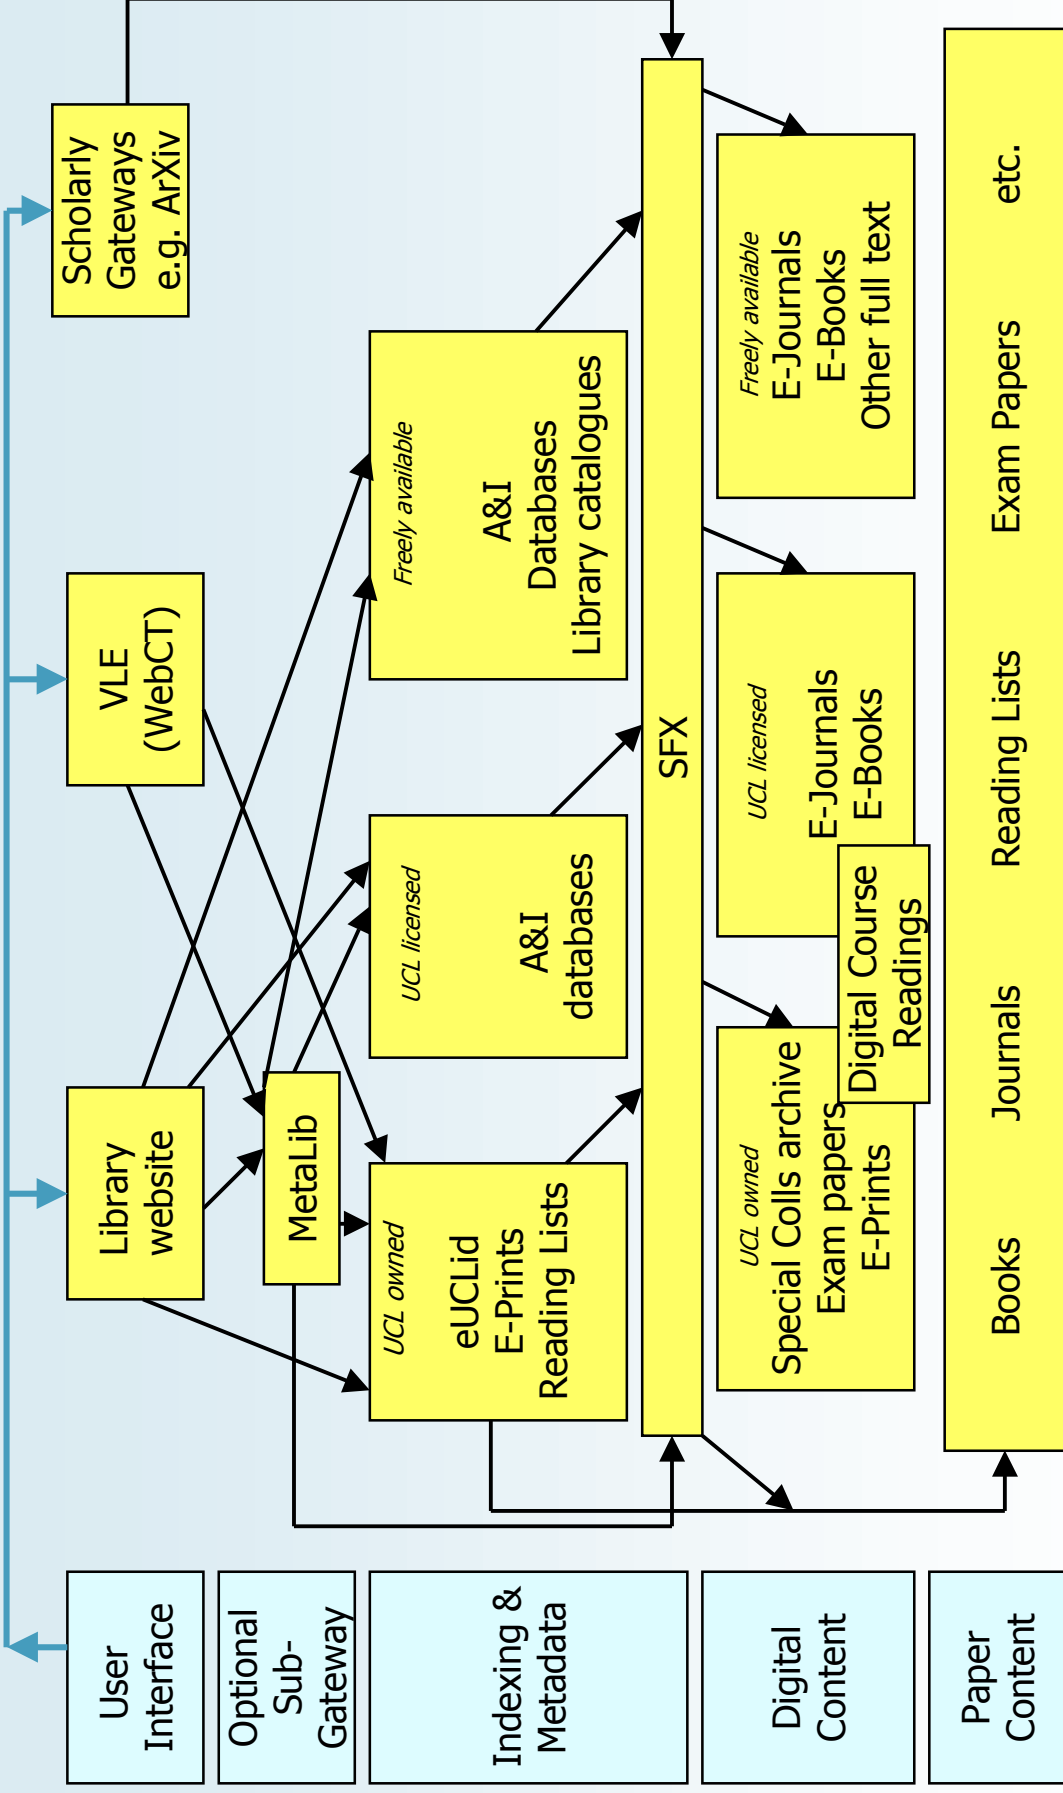 User
Interface
Library
website
VLE
(WebCT)
Scholarly
Gateways
e.g. ArXiv
Optional
Sub-
Gateway
MetaLib
Indexing &
Metadata
UCL owned
eUCLid
E-Prints
Reading Lists
UCL licensed
A&I
databases
Freely available
A&I
Databases
Library catalogues
SFX
Digital
Content
UCL owned
Special Colls archive
Exam papers
E-Prints
Digital Course
Readings
UCL licensed
E-Journals
E-Books
Freely available
E-Journals
E-Books
Other full text
Paper
Content
Books Journals Reading Lists Exam Papers etc.